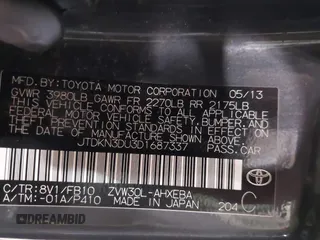 MFD. BY: TOYOTA MOTOR CORPORATION 05/13
GVWR 3980LB GAWR FR 2270LB RR 2175LB
THIS VEHICLE CONFORMS TO ALL APPLICABLE
FEDERAL MOTOR VEHICLE SAFETY, BUMPER, AND
THEFT PREVENTION STANDARDS IN EFFECT ON
THE DATE OF MANUFACTURE SHOWN ABOVE.
JTDKN3DU3D1687337
PASS. CAR
C/TR:8V1/FB10 ZVW30L-AHXEBA
A/TM:-01A/P410 MADE IN JAPAN 204 C
TOYOTA
DREAMBID